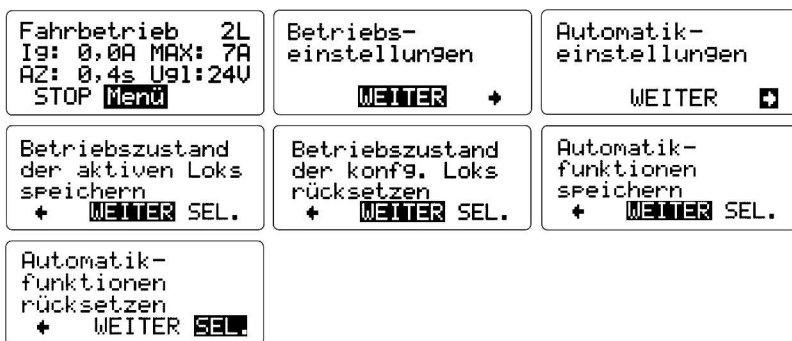 Fahrbetrieb 2L
Ig: 0,0A MAX: 7A
AZ: 0,4s Ugl:24V
STOP Menü
Betriebs-
einstellungen
WEITER →
Automatik-
einstellungen
WEITER →
Betriebszustand
der aktiven Loks
speichern
← WEITER SEL.
Betriebszustand
der konfg. Loks
rücksetzen
← WEITER SEL.
Automatik-
funktionen
speichern
← WEITER SEL.
Automatik-
funktionen
rücksetzen
← WEITER SEL.